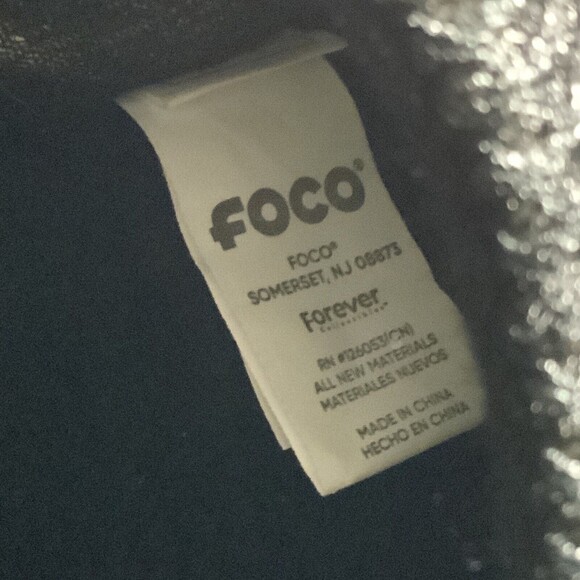 FOCO®
FOCO®
SOMERSET, NJ 08873
Forever
Collectibles™
RN #126053(CN)
ALL NEW MATERIALS
MATERIALES NUEVOS
MADE IN CHINA
HECHO EN CHINA